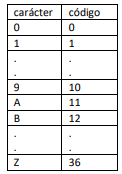 carácter código
0 0
1 1
. .
. .
9 10
A 11
B 12
. .
. .
Z 36